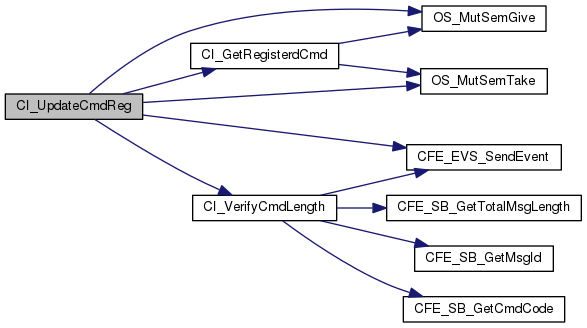 OS_MutSemGive
CI_GetRegisterdCmd
OS_MutSemTake
CI_UpdateCmdReg
CFE_EVS_SendEvent
CI_VerifyCmdLength
CFE_SB_GetTotalMsgLength
CFE_SB_GetMsgId
CFE_SB_GetCmdCode